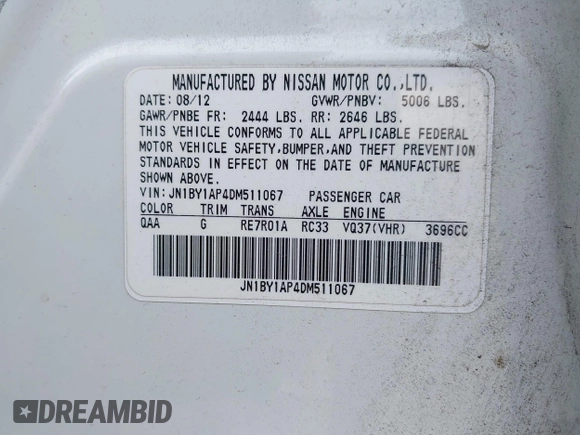 MANUFACTURED BY NISSAN MOTOR CO.,LTD.
DATE: 08/12 GVWR/PNBV: 5006 LBS.
GAWR/PNBE FR: 2444 LBS. RR: 2646 LBS.
THIS VEHICLE CONFORMS TO ALL APPLICABLE FEDERAL
MOTOR VEHICLE SAFETY,BUMPER,AND THEFT PREVENTION
STANDARDS IN EFFECT ON THE DATE OF MANUFACTURE
SHOWN ABOVE.
VIN: JN1BY1AP4DM511067 PASSENGER CAR
COLOR TRIM TRANS AXLE ENGINE
QAA G RE7R01A RC33 VQ37(VHR) 3696CC
JN1BY1AP4DM511067
DREAMBID